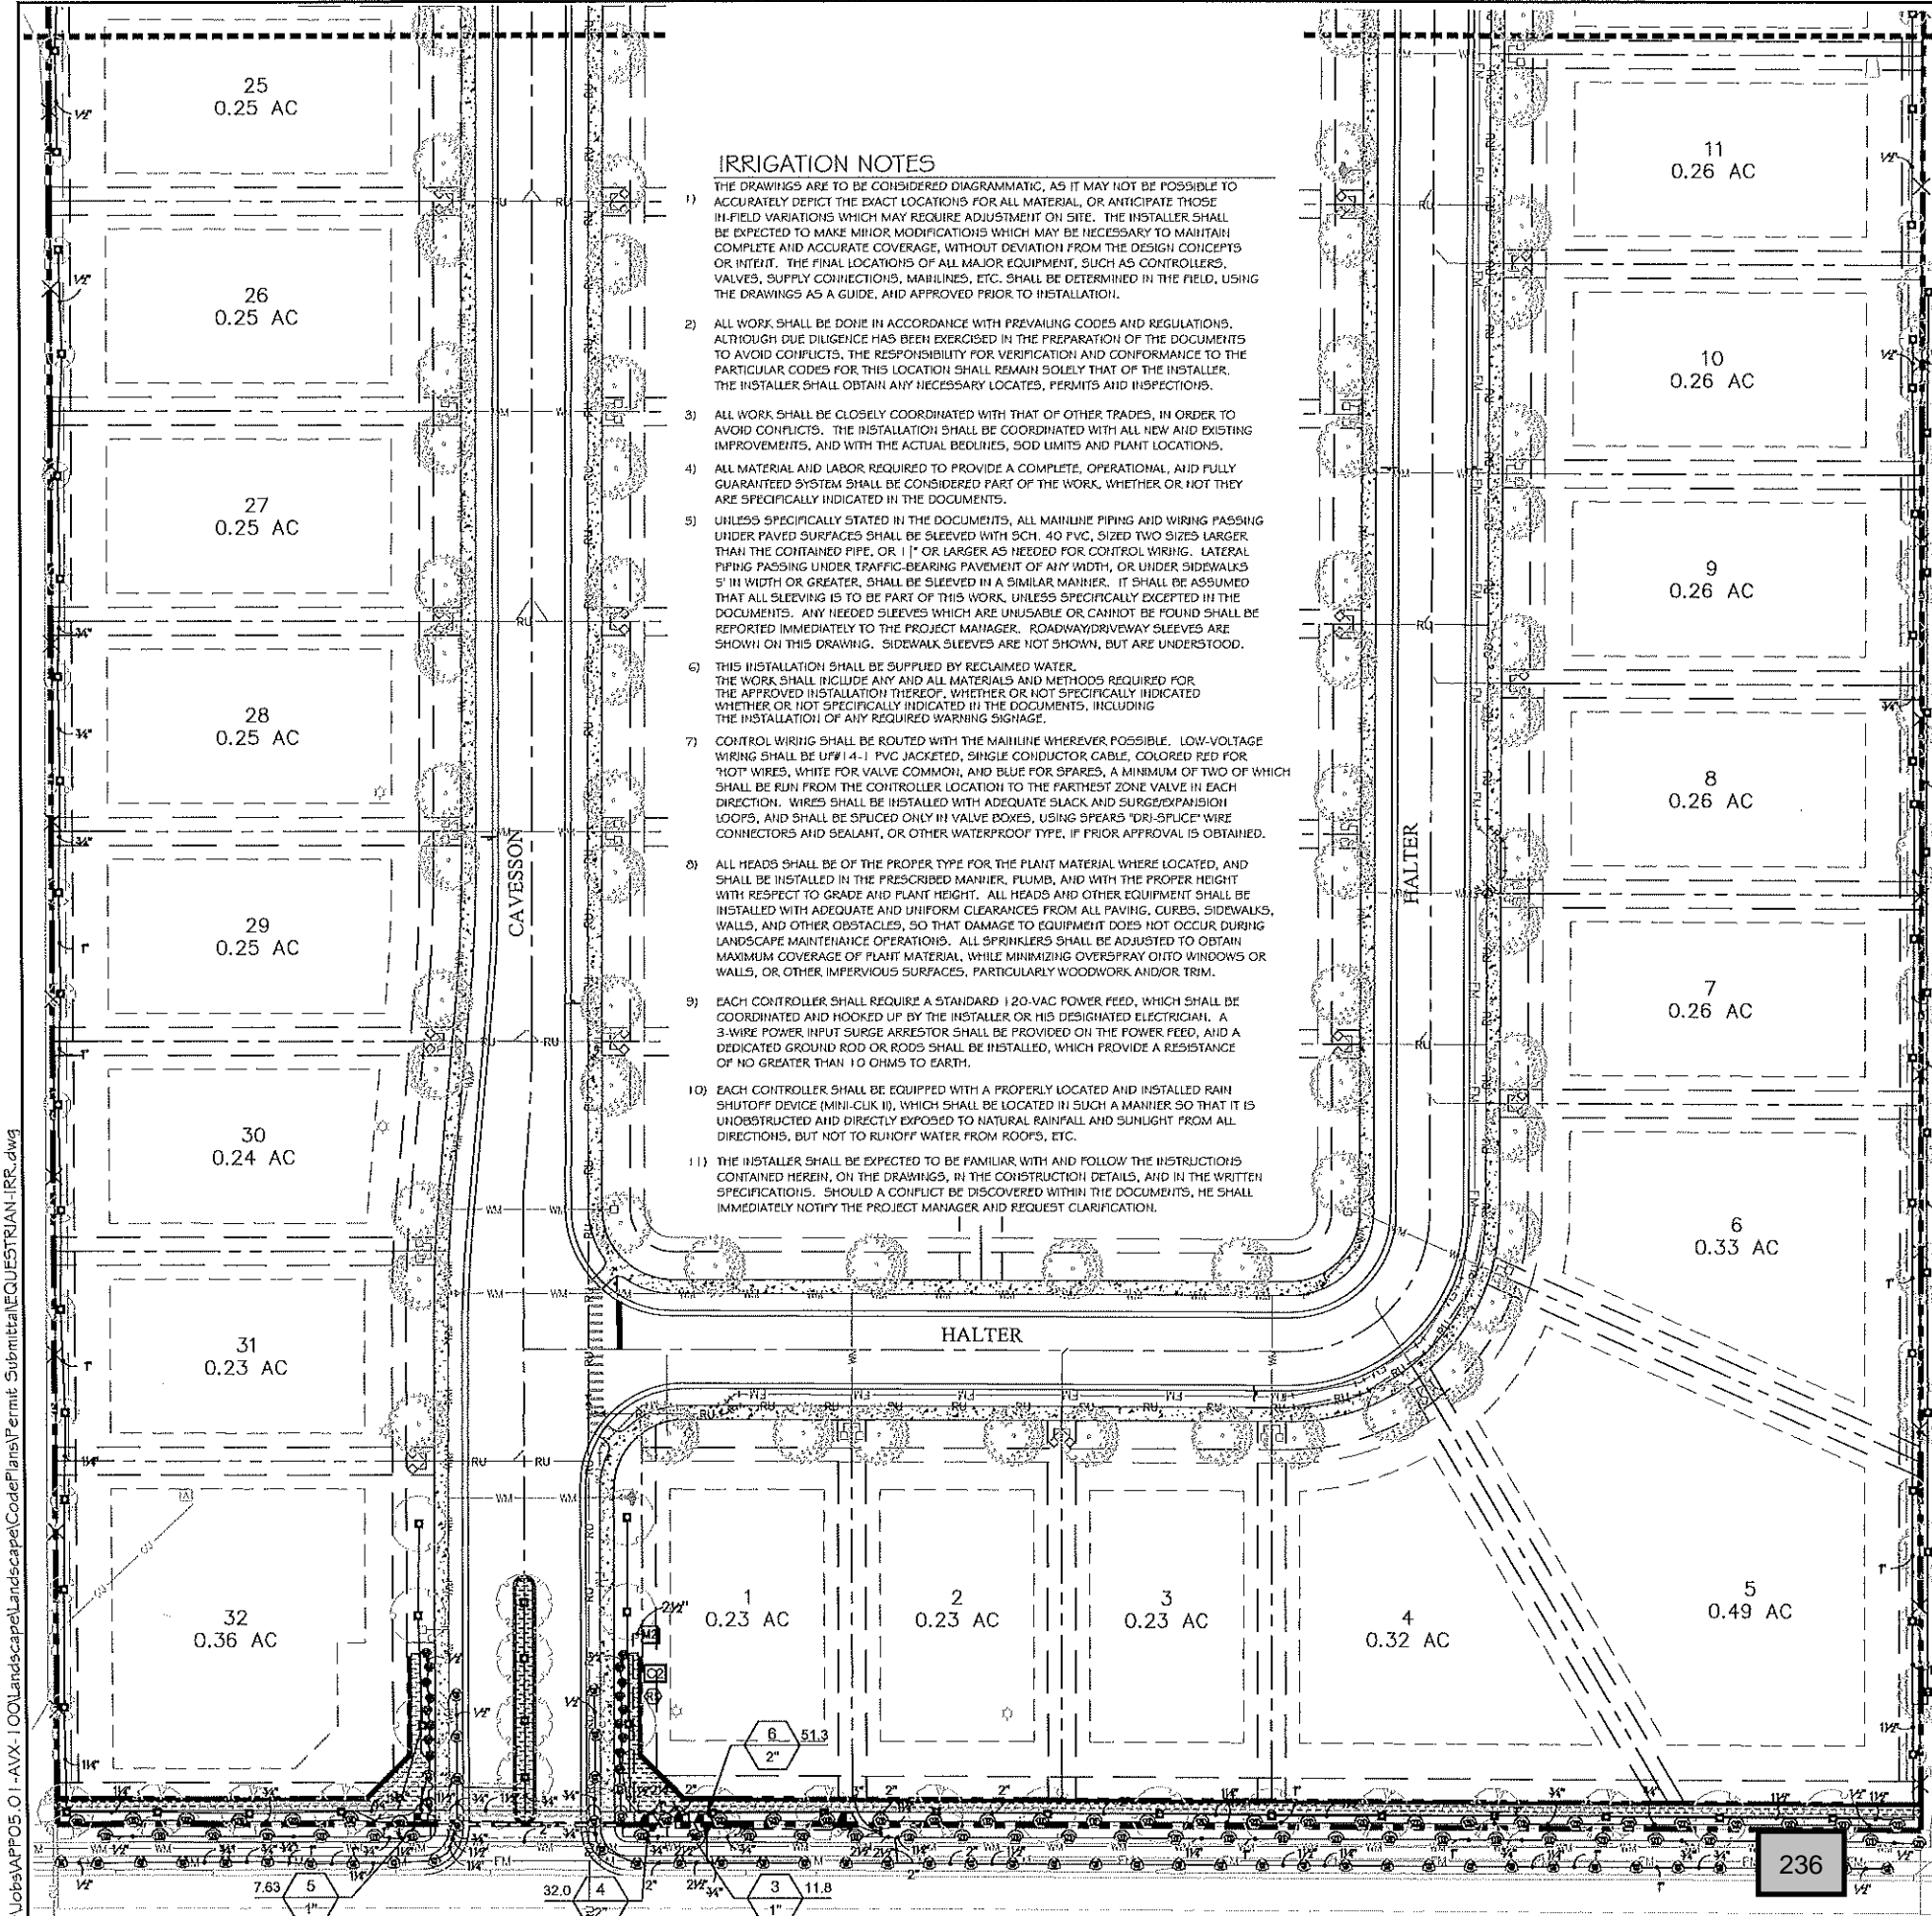 25
0.25 AC
26
0.25 AC
27
0.25 AC
28
0.25 AC
29
0.25 AC
30
0.24 AC
31
0.23 AC
32
0.36 AC
CAVESSON
IRRIGATION NOTES
1) THE DRAWINGS ARE TO BE CONSIDERED DIAGRAMMATIC, AS IT MAY NOT BE POSSIBLE TO
ACCURATELY DEPICT THE EXACT LOCATIONS FOR ALL MATERIAL, OR ANTICIPATE THOSE
IN-FIELD VARIATIONS WHICH MAY REQUIRE ADJUSTMENT ON SITE. THE INSTALLER SHALL
BE EXPECTED TO MAKE MINOR MODIFICATIONS WHICH MAY BE NECESSARY TO MAINTAIN
COMPLETE AND ACCURATE COVERAGE, WITHOUT DEVIATION FROM THE DESIGN CONCEPTS
OR INTENT. THE FINAL LOCATIONS OF ALL MAJOR EQUIPMENT, SUCH AS CONTROLLERS,
VALVES, SUPPLY CONNECTIONS, MAINLINES, ETC. SHALL BE DETERMINED IN THE FIELD, USING
THE DRAWINGS AS A GUIDE, AND APPROVED PRIOR TO INSTALLATION.
2) ALL WORK SHALL BE DONE IN ACCORDANCE WITH PREVAILING CODES AND REGULATIONS.
ALTHOUGH DUE DILIGENCE HAS BEEN EXERCISED IN THE PREPARATION OF THE DOCUMENTS
TO AVOID CONFLICTS, THE RESPONSIBILITY FOR VERIFICATION AND CONFORMANCE TO THE
PARTICULAR CODES FOR THIS LOCATION SHALL REMAIN SOLELY THAT OF THE INSTALLER.
THE INSTALLER SHALL OBTAIN ANY NECESSARY LOCATES, PERMITS AND INSPECTIONS.
3) ALL WORK SHALL BE CLOSELY COORDINATED WITH THAT OF OTHER TRADES, IN ORDER TO
AVOID CONFLICTS. THE INSTALLATION SHALL BE COORDINATED WITH ALL NEW AND EXISTING
IMPROVEMENTS, AND WITH THE ACTUAL BEDLINES, SOD LIMITS AND PLANT LOCATIONS.
4) ALL MATERIAL AND LABOR REQUIRED TO PROVIDE A COMPLETE, OPERATIONAL, AND FULLY
GUARANTEED SYSTEM SHALL BE CONSIDERED PART OF THE WORK, WHETHER OR NOT THEY
ARE SPECIFICALLY INDICATED IN THE DOCUMENTS.
5) UNLESS SPECIFICALLY STATED IN THE DOCUMENTS, ALL MAINLINE PIPING AND WIRING PASSING
UNDER PAVED SURFACES SHALL BE SLEEVED WITH SCH. 40 PVC, SIZED TWO SIZES LARGER
THAN THE CONTAINED PIPE, OR 1|" OR LARGER AS NEEDED FOR CONTROL WIRING. LATERAL
PIPING PASSING UNDER TRAFFIC-BEARING PAVEMENT OF ANY WIDTH, OR UNDER SIDEWALKS
5' IN WIDTH OR GREATER, SHALL BE SLEEVED IN A SIMILAR MANNER. IT SHALL BE ASSUMED
THAT ALL SLEEVING IS TO BE PART OF THIS WORK, UNLESS SPECIFICALLY EXCEPTED IN THE
DOCUMENTS. ANY NEEDED SLEEVES WHICH ARE UNUSABLE OR CANNOT BE FOUND SHALL BE
REPORTED IMMEDIATELY TO THE PROJECT MANAGER. ROADWAY/DRIVEWAY SLEEVES ARE
SHOWN ON THIS DRAWING. SIDEWALK SLEEVES ARE NOT SHOWN, BUT ARE UNDERSTOOD.
6) THIS INSTALLATION SHALL BE SUPPLIED BY RECLAIMED WATER.
THE WORK SHALL INCLUDE ANY AND ALL MATERIALS AND METHODS REQUIRED FOR
THE APPROVED INSTALLATION THEREOF, WHETHER OR NOT SPECIFICALLY INDICATED
WHETHER OR NOT SPECIFICALLY INDICATED IN THE DOCUMENTS, INCLUDING
THE INSTALLATION OF ANY REQUIRED WARNING SIGNAGE.
7) CONTROL WIRING SHALL BE ROUTED WITH THE MAINLINE WHEREVER POSSIBLE. LOW-VOLTAGE
WIRING SHALL BE UF#14-1 PVC JACKETED, SINGLE CONDUCTOR CABLE, COLORED RED FOR
"HOT" WIRES, WHITE FOR VALVE COMMON, AND BLUE FOR SPARES, A MINIMUM OF TWO OF WHICH
SHALL BE RUN FROM THE CONTROLLER LOCATION TO THE FARTHEST ZONE VALVE IN EACH
DIRECTION. WIRES SHALL BE INSTALLED WITH ADEQUATE SLACK AND SURGE/EXPANSION
LOOPS, AND SHALL BE SPLICED ONLY IN VALVE BOXES, USING SPEARS "DRI-SPLICE" WIRE
CONNECTORS AND SEALANT, OR OTHER WATERPROOF TYPE, IF PRIOR APPROVAL IS OBTAINED.
8) ALL HEADS SHALL BE OF THE PROPER TYPE FOR THE PLANT MATERIAL WHERE LOCATED, AND
SHALL BE INSTALLED IN THE PRESCRIBED MANNER, PLUMB, AND WITH THE PROPER HEIGHT
WITH RESPECT TO GRADE AND PLANT HEIGHT. ALL HEADS AND OTHER EQUIPMENT SHALL BE
INSTALLED WITH ADEQUATE AND UNIFORM CLEARANCES FROM ALL PAVING, CURBS, SIDEWALKS,
WALLS, AND OTHER OBSTACLES, SO THAT DAMAGE TO EQUIPMENT DOES NOT OCCUR DURING
LANDSCAPE MAINTENANCE OPERATIONS. ALL SPRINKLERS SHALL BE ADJUSTED TO OBTAIN
MAXIMUM COVERAGE OF PLANT MATERIAL, WHILE MINIMIZING OVERSPRAY ONTO WINDOWS OR
WALLS, OR OTHER IMPERVIOUS SURFACES, PARTICULARLY WOODWORK AND/OR TRIM.
9) EACH CONTROLLER SHALL REQUIRE A STANDARD 120-VAC POWER FEED, WHICH SHALL BE
COORDINATED AND HOOKED UP BY THE INSTALLER OR HIS DESIGNATED ELECTRICIAN. A
3-WIRE POWER INPUT SURGE ARRESTOR SHALL BE PROVIDED ON THE POWER FEED, AND A
DEDICATED GROUND ROD OR RODS SHALL BE INSTALLED, WHICH PROVIDE A RESISTANCE
OF NO GREATER THAN 10 OHMS TO EARTH.
10) EACH CONTROLLER SHALL BE EQUIPPED WITH A PROPERLY LOCATED AND INSTALLED RAIN
SHUTOFF DEVICE (MINI-CLIK II), WHICH SHALL BE LOCATED IN SUCH A MANNER SO THAT IT IS
UNOBSTRUCTED AND DIRECTLY EXPOSED TO NATURAL RAINFALL AND SUNLIGHT FROM ALL
DIRECTIONS, BUT NOT TO RUNOFF WATER FROM ROOFS, ETC.
11) THE INSTALLER SHALL BE EXPECTED TO BE FAMILIAR WITH AND FOLLOW THE INSTRUCTIONS
CONTAINED HEREIN, ON THE DRAWINGS, IN THE CONSTRUCTION DETAILS, AND IN THE WRITTEN
SPECIFICATIONS. SHOULD A CONFLICT BE DISCOVERED WITHIN THE DOCUMENTS, HE SHALL
IMMEDIATELY NOTIFY THE PROJECT MANAGER AND REQUEST CLARIFICATION.
HALTER
HALTER
11
0.26 AC
10
0.26 AC
9
0.26 AC
8
0.26 AC
7
0.26 AC
6
0.33 AC
5
0.49 AC
4
0.32 AC
3
0.23 AC
2
0.23 AC
1
0.23 AC
6 51.3
2"
7.63 5
1"
32.0 4
3 11.8
1"
236
\Jobs\APP05.01-AVX-100\Landscape\Landscape\CodePlans\Permit Submittal\EQUESTRIAN-IRR.dwg